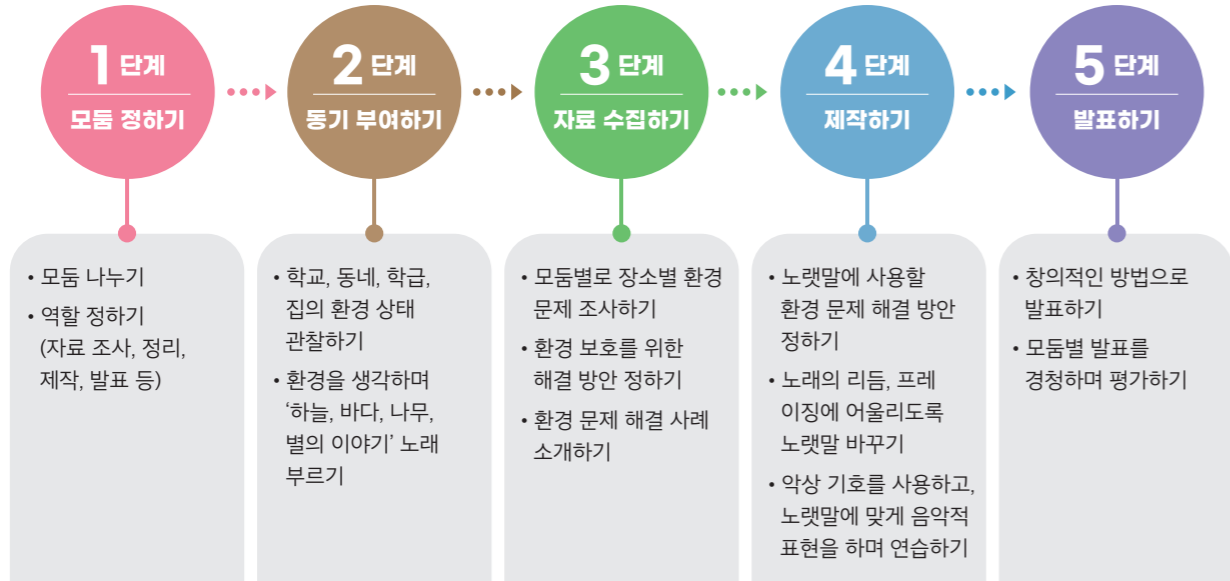 1 단계
모둠 정하기
2 단계
동기 부여하기
3 단계
자료 수집하기
4 단계
제작하기
5 단계
발표하기
• 모둠 나누기
• 역할 정하기
(자료 조사, 정리,
제작, 발표 등)
• 학교, 동네, 학급,
집의 환경 상태
관찰하기
• 환경을 생각하며
‘하늘, 바다, 나무,
별의 이야기’ 노래
부르기
• 모둠별로 장소별 환경
문제 조사하기
• 환경 보호를 위한
해결 방안 정하기
• 환경 문제 해결 사례
소개하기
• 노랫말에 사용할
환경 문제 해결 방안
정하기
• 노래의 리듬, 프레
이징에 어울리도록
노랫말 바꾸기
• 악상 기호를 사용하고,
노랫말에 맞게 음악적
표현을 하며 연습하기
• 창의적인 방법으로
발표하기
• 모둠별 발표를
경청하며 평가하기